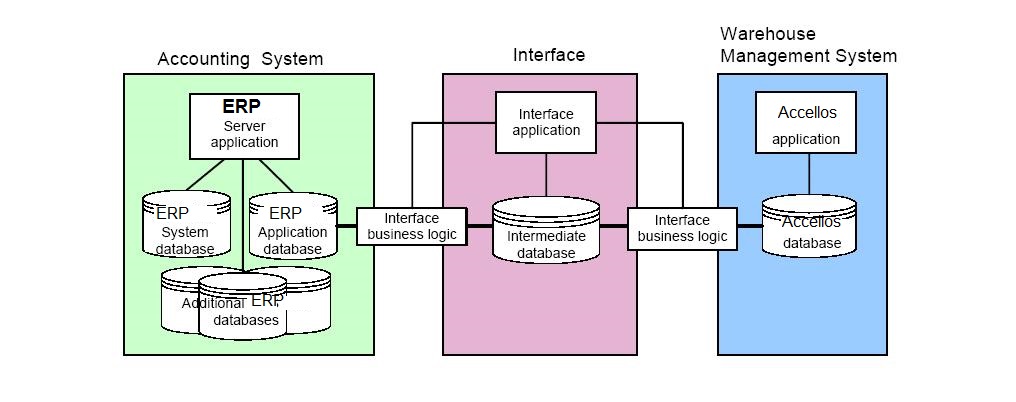 Accounting System
Interface
Warehouse
Management System
ERP
Server
application
Interface
application
Accellos
application
ERP
System
database
ERP
Application
database
Additional ERP
databases
Interface
business logic
Intermediate
database
Interface
business logic
Accellos
database